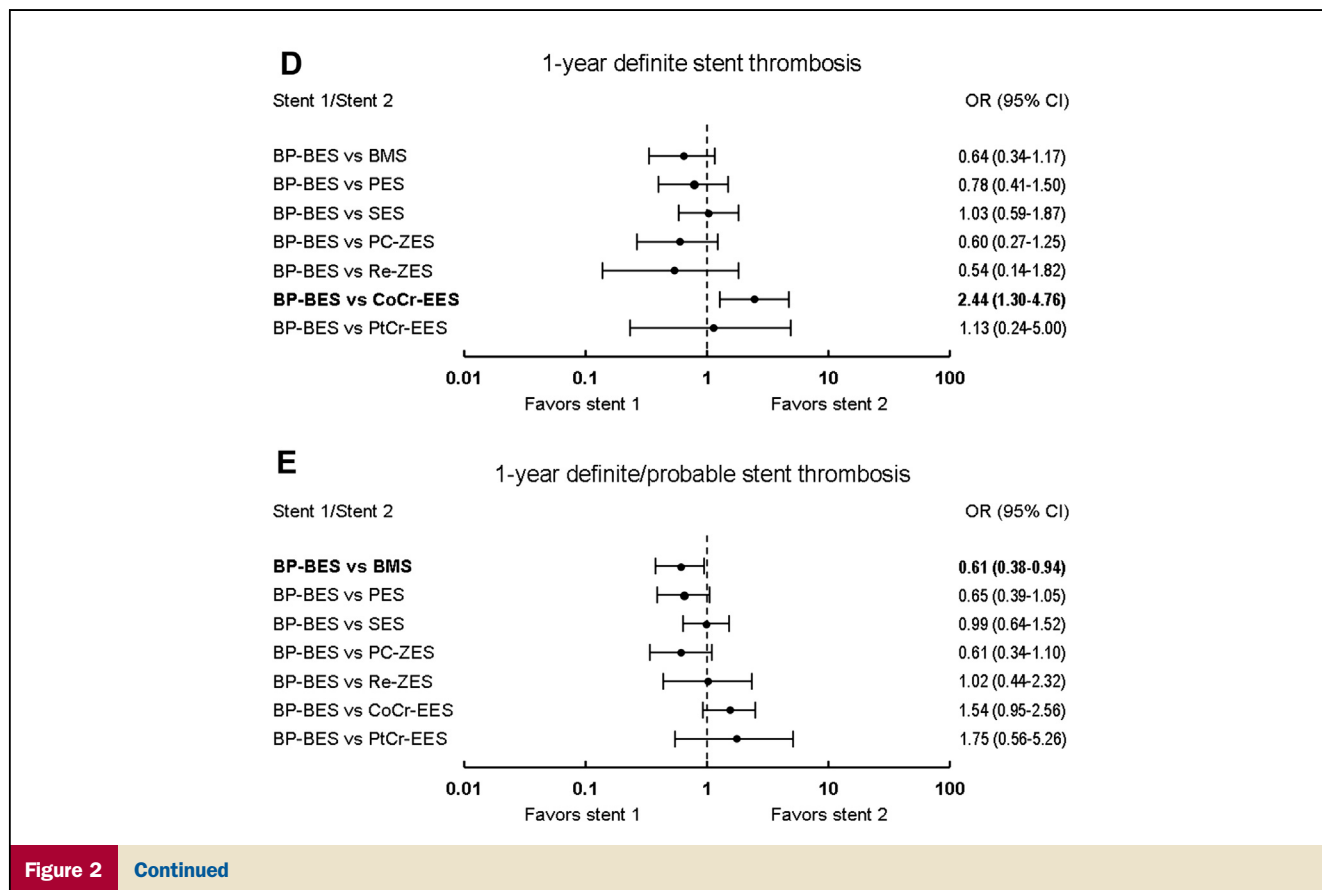 D
1-year definite stent thrombosis
Stent 1/Stent 2 OR (95% CI)
BP-BES vs BMS 0.64 (0.34-1.17)
BP-BES vs PES 0.78 (0.41-1.50)
BP-BES vs SES 1.03 (0.59-1.87)
BP-BES vs PC-ZES 0.60 (0.27-1.25)
BP-BES vs Re-ZES 0.54 (0.14-1.82)
BP-BES vs CoCr-EES 2.44 (1.30-4.76)
BP-BES vs PtCr-EES 1.13 (0.24-5.00)
0.01 0.1 1 10 100
Favors stent 1 Favors stent 2
E
1-year definite/probable stent thrombosis
Stent 1/Stent 2 OR (95% CI)
BP-BES vs BMS 0.61 (0.38-0.94)
BP-BES vs PES 0.65 (0.39-1.05)
BP-BES vs SES 0.99 (0.64-1.52)
BP-BES vs PC-ZES 0.61 (0.34-1.10)
BP-BES vs Re-ZES 1.02 (0.44-2.32)
BP-BES vs CoCr-EES 1.54 (0.95-2.56)
BP-BES vs PtCr-EES 1.75 (0.56-5.26)
0.01 0.1 1 10 100
Favors stent 1 Favors stent 2
Figure 2 Continued